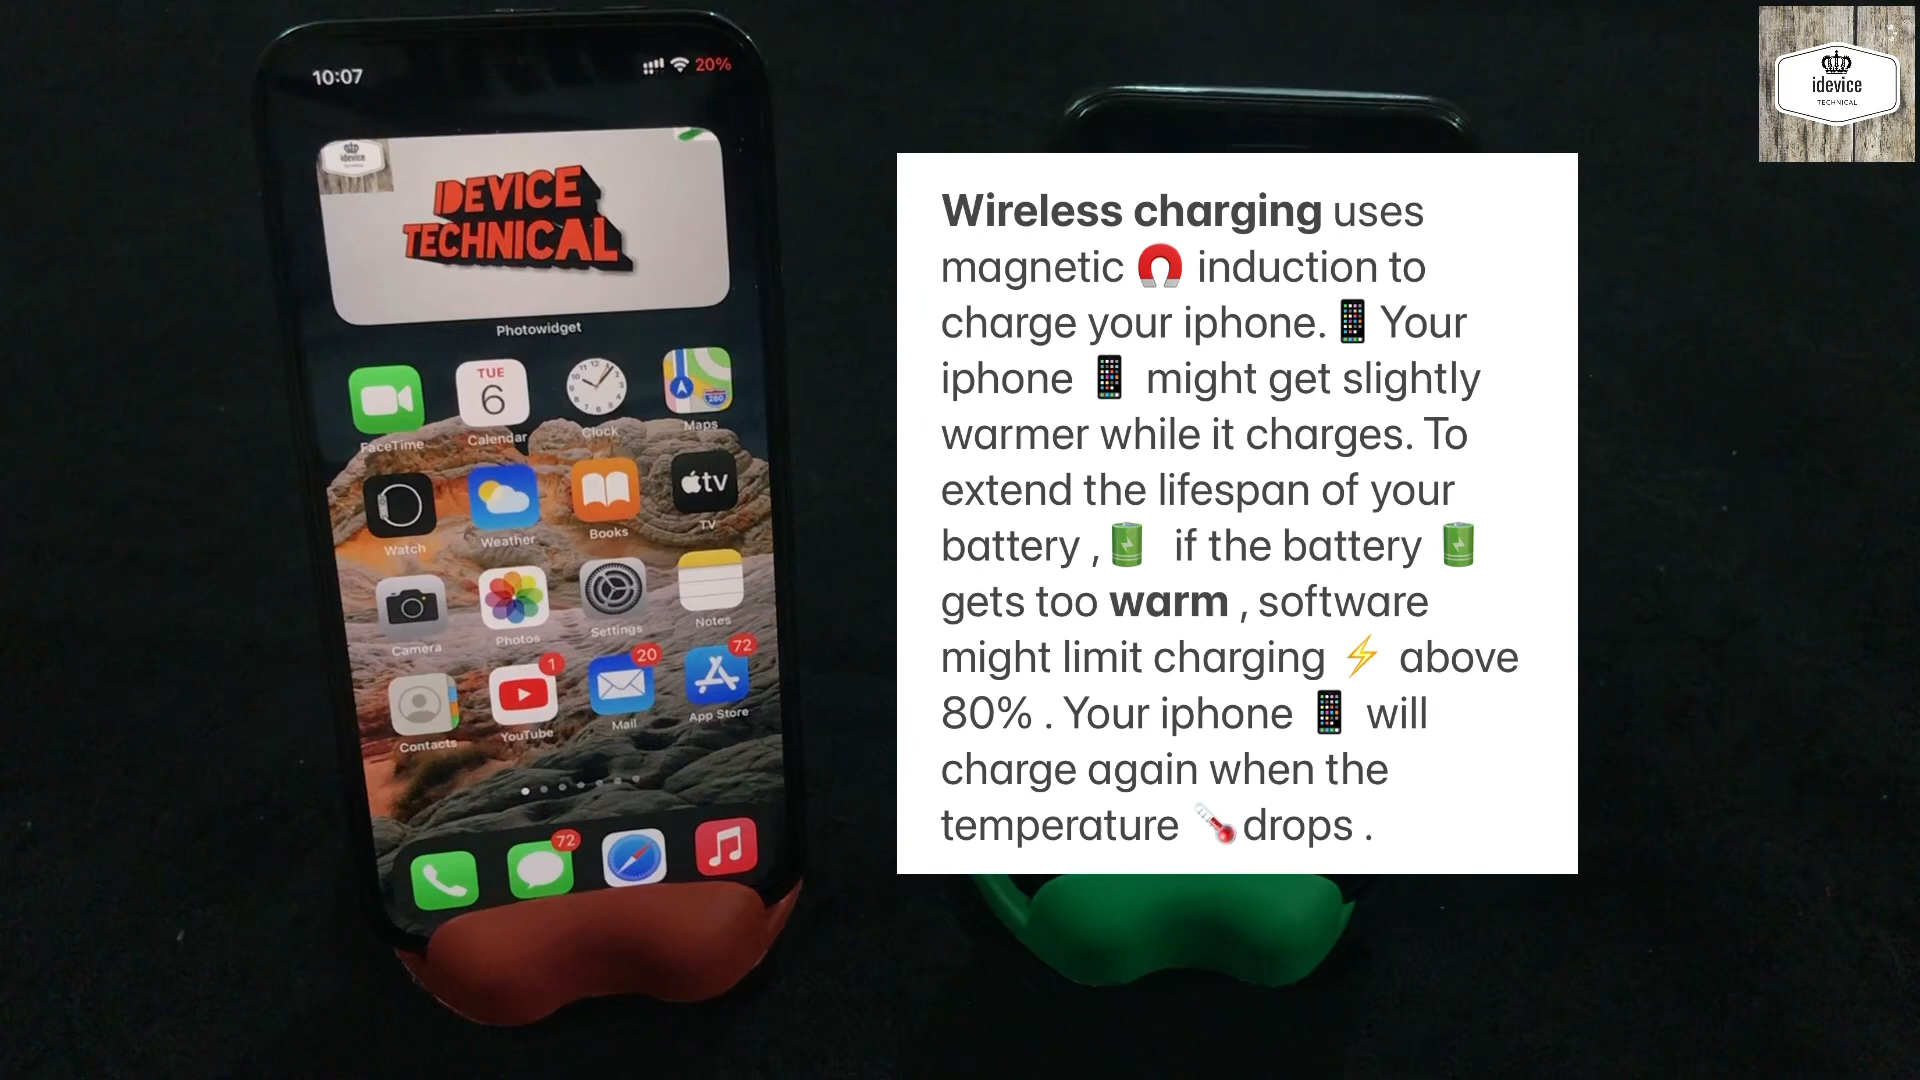 10:07
20%
idevice
DEVICE
TECHNICAL
Photowidget
TUE
6
280
FaceTime
Calendar
Clock
Maps
tv
Watch
Weather
Books
TV
Camera
Photos
Settings
Notes
1
20
72
Contacts
YouTube
Mail
App Store
72
Wireless charging uses
magnetic 🧲 induction to
charge your iphone.📱 Your
iphone 📱 might get slightly
warmer while it charges. To
extend the lifespan of your
battery ,🔋 if the battery 🔋
gets too warm , software
might limit charging ⚡ above
80% . Your iphone 📱 will
charge again when the
temperature 🌡️drops .
idevice
TECHNICAL